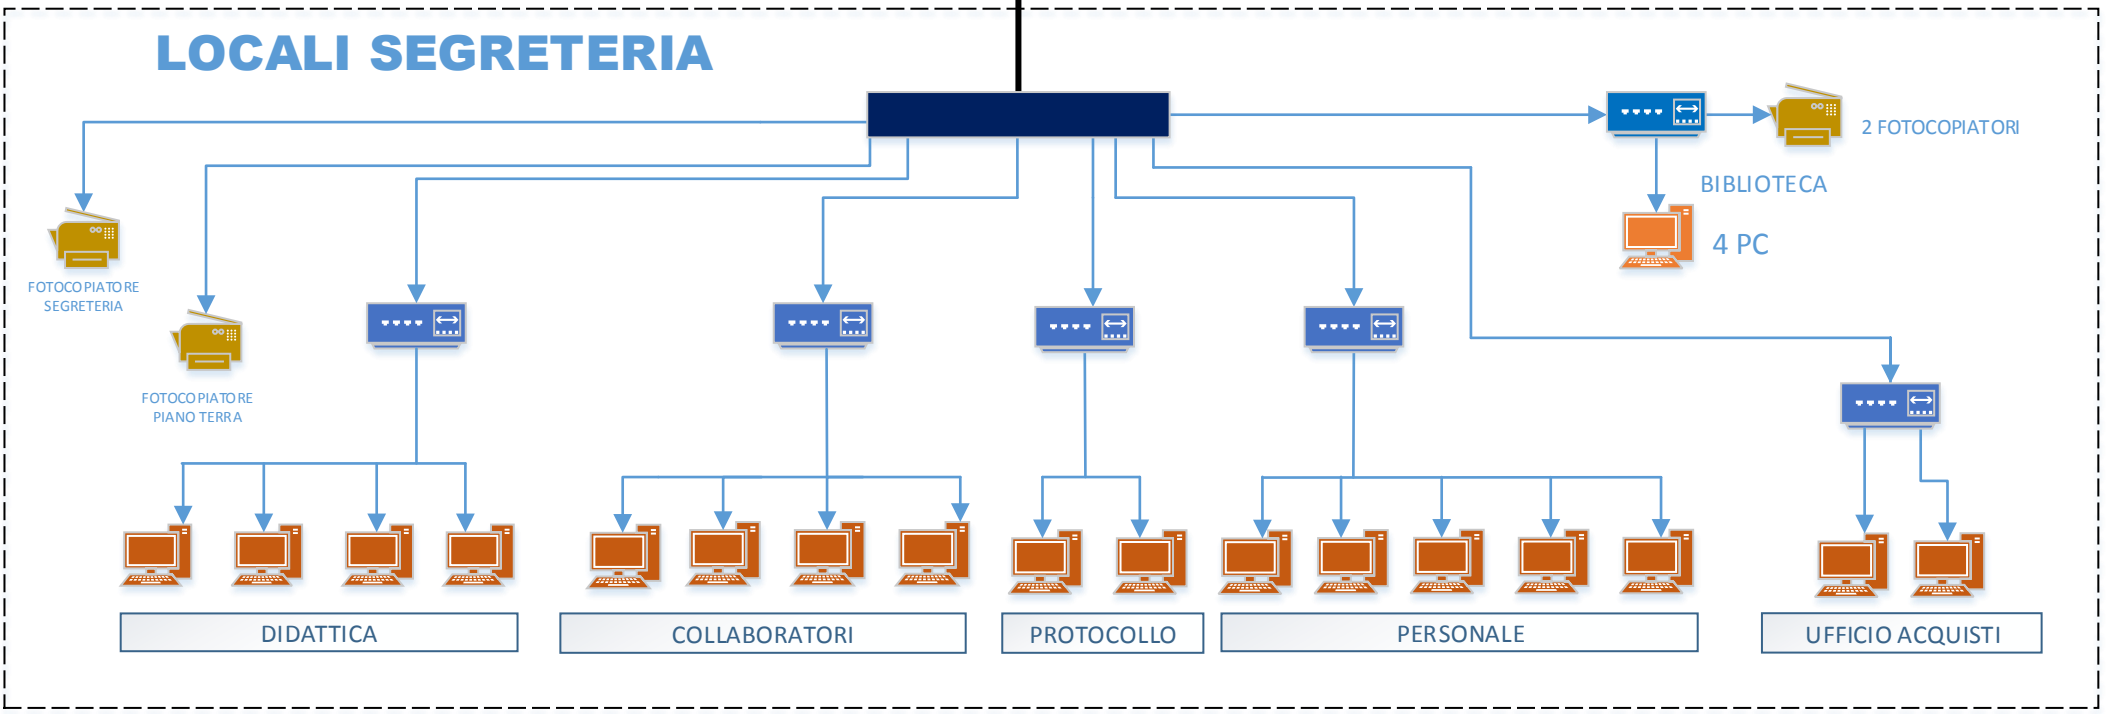 LOCALI SEGRETERIA
2 FOTOCOPIATORI
BIBLIOTECA
4 PC
FOTOCOPIATORE
SEGRETERIA
FOTOCOPIATORE
PIANO TERRA
DIDATTICA
COLLABORATORI
PROTOCOLLO
PERSONALE
UFFICIO ACQUISTI